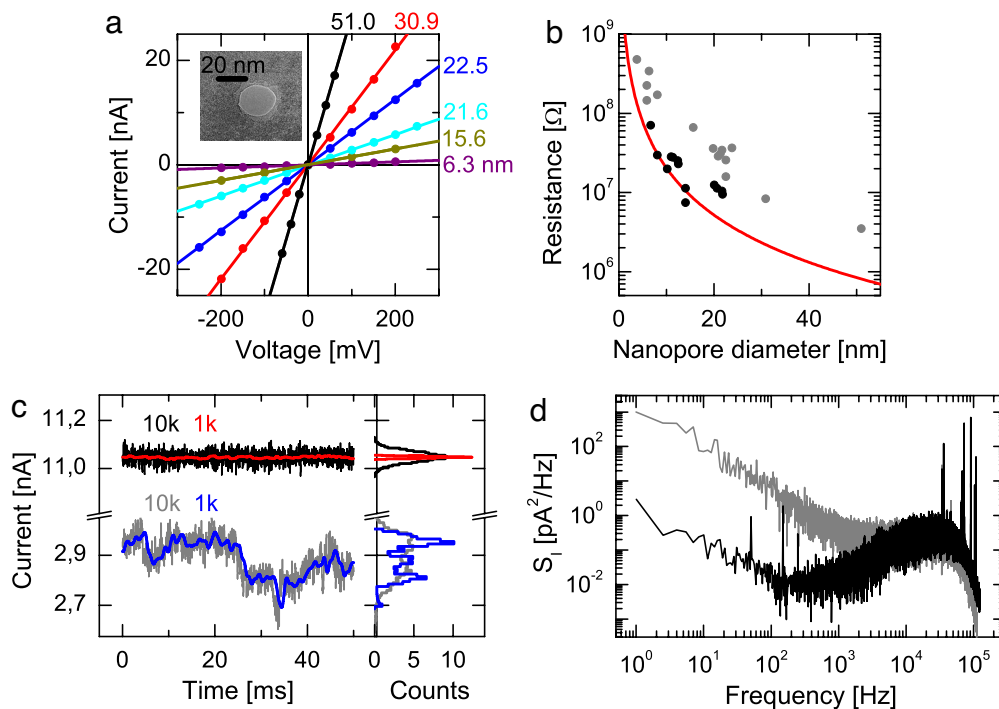 a
51.0
30.9
20
Current [nA]
20 nm
22.5
21.6
15.6
0
6.3 nm
-20
-200
0
200
Voltage [mV]
b
10⁹
Resistance [Ω]
10⁸
10⁷
10⁶
0
20
40
Nanopore diameter [nm]
c
11,2
10k 1k
11,0
Current [nA]
10k 1k
2,9
2,7
0
20
40
0
5
10
Time [ms]
Counts
d
S_I [pA²/Hz]
10²
10⁰
10⁻²
10⁰
10¹
10²
10³
10⁴
10⁵
Frequency [Hz]